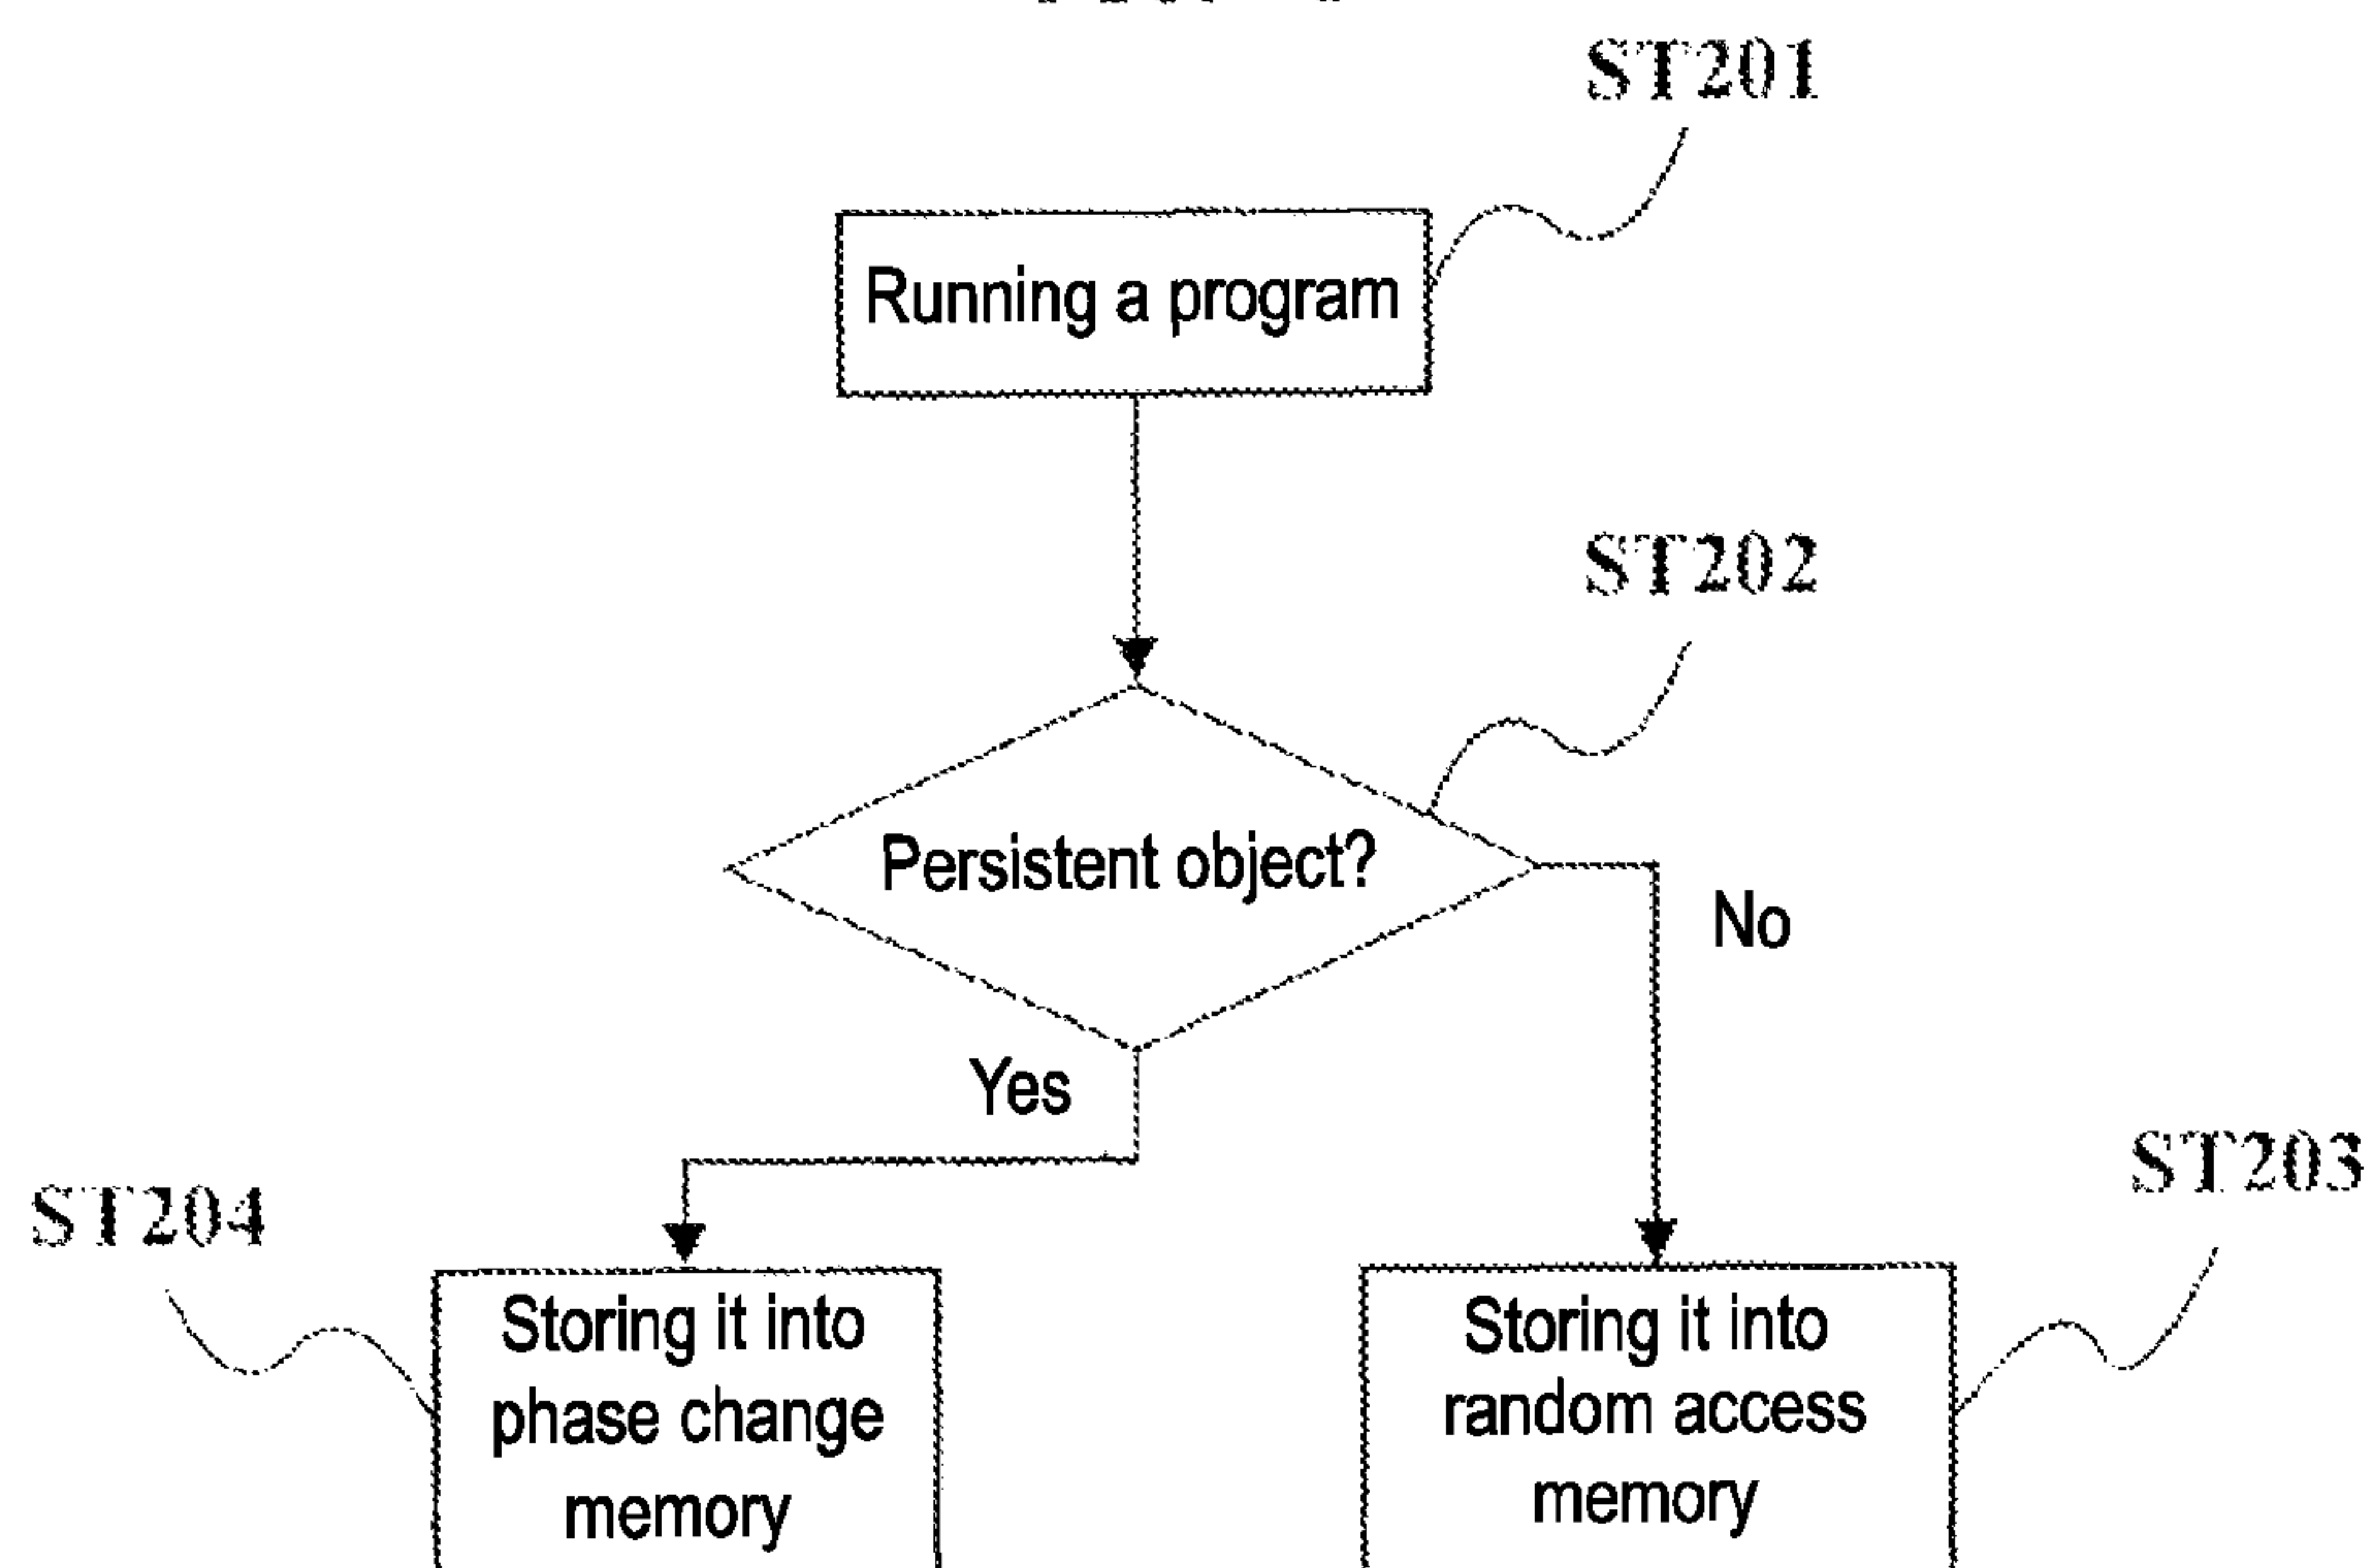 ST201
Running a program
ST202
Persistent object?
No
Yes
ST203
ST204
Storing it into
phase change
memory
Storing it into
random access
memory